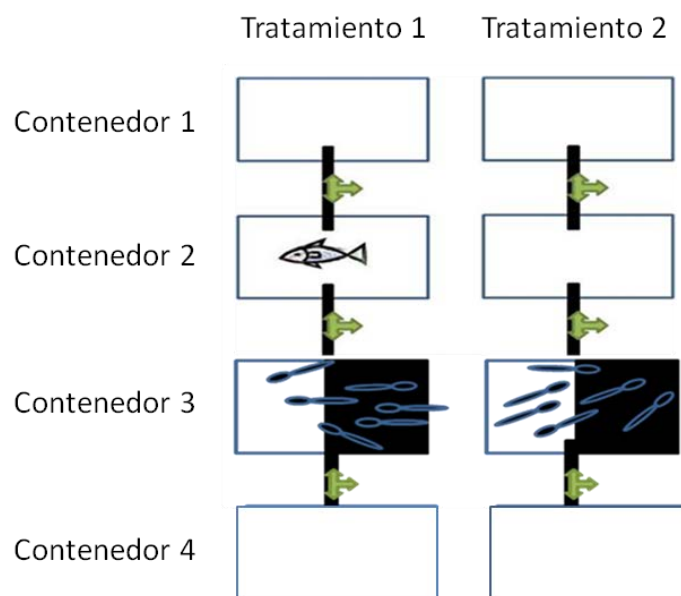 Tratamiento 1 Tratamiento 2
Contenedor 1
Contenedor 2
Contenedor 3
Contenedor 4